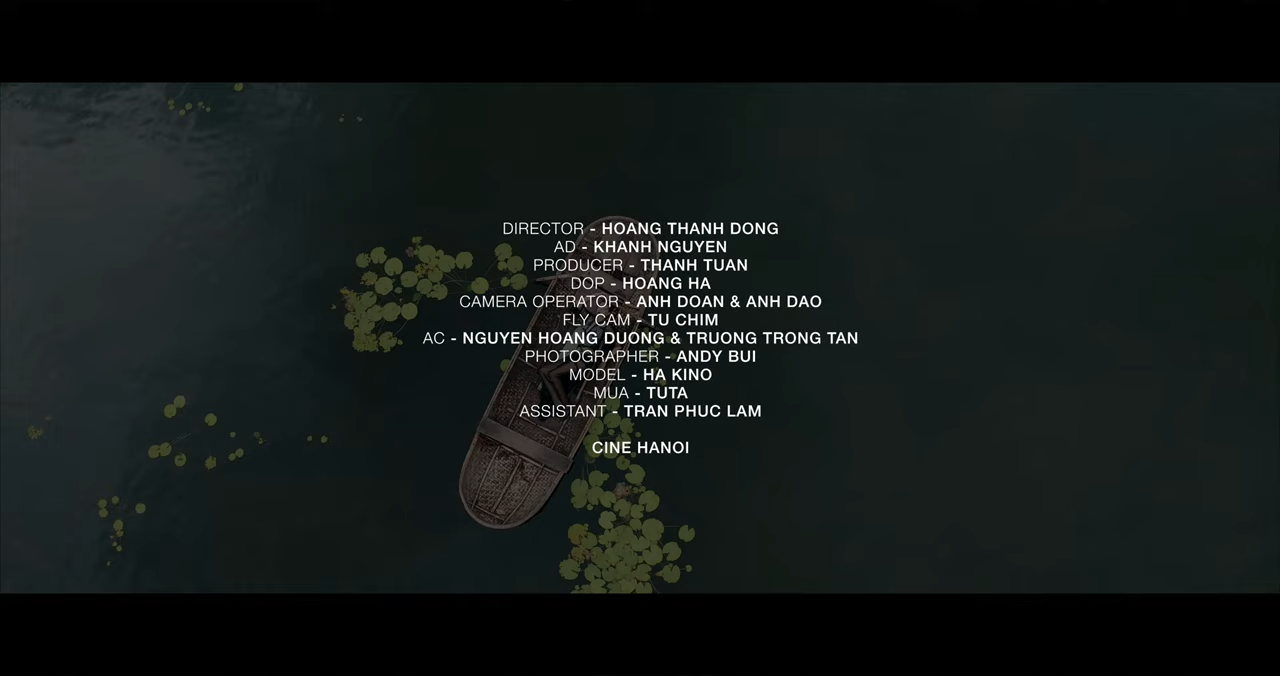 DIRECTOR - HOANG THANH DONG
AD - KHANH NGUYEN
PRODUCER - THANH TUAN
DOP - HOANG HA
CAMERA OPERATOR - ANH DOAN & ANH DAO
FLY CAM - TU CHIM
AC - NGUYEN HOANG DUONG & TRUONG TRONG TAN
PHOTOGRAPHER - ANDY BUI
MODEL - HA KINO
MUA - TUTA
ASSISTANT - TRAN PHUC LAM
CINE HANOI